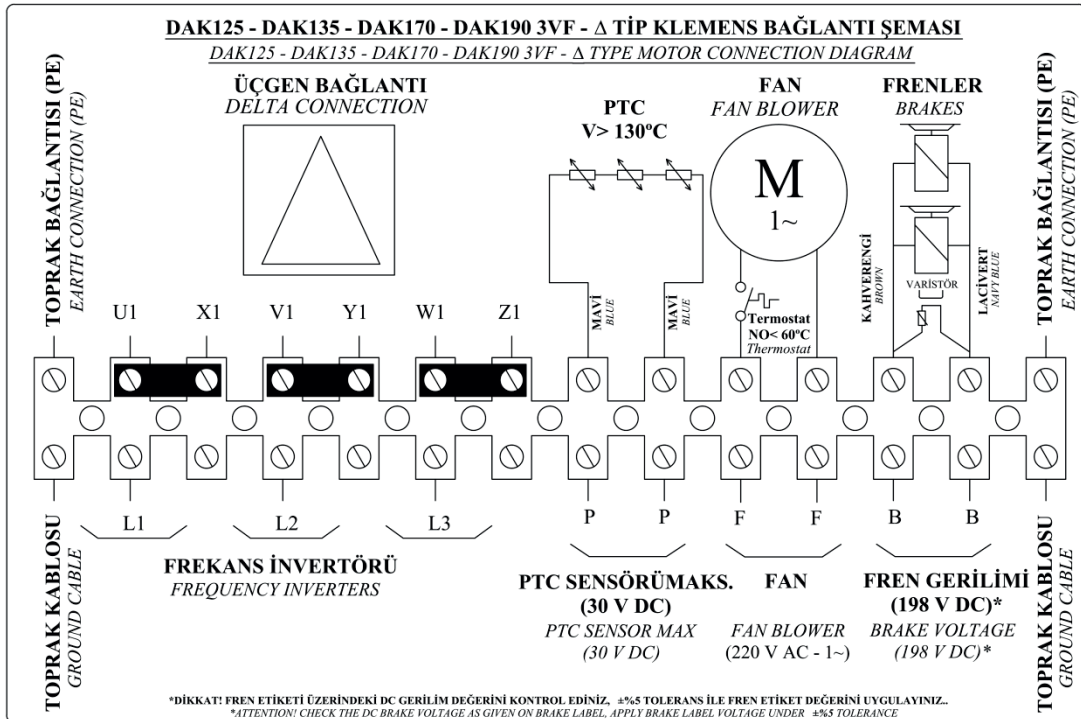 DAK125 - DAK135 - DAK170 - DAK190 3VF - Δ TİP KLEMENS BAĞLANTI ŞEMASI
DAK125 - DAK135 - DAK170 - DAK190 3VF - Δ TYPE MOTOR CONNECTION DIAGRAM
TOPRAK BAĞLANTISI (PE)
EARTH CONNECTION (PE)
ÜÇGEN BAĞLANTI
DELTA CONNECTION
PTC
V> 130ºC
FAN
FAN BLOWER
M
1~
FRENLER
BRAKES
TOPRAK BAĞLANTISI (PE)
EARTH CONNECTION (PE)
U1 X1 V1 Y1 W1 Z1
MAVİ
BLUE
MAVİ
BLUE
Termostat
NO< 60ºC
Thermostat
KAHVERENGİ
BROWN
VARİSTÖR
LACİVERT
NAVY BLUE
L1 L2 L3 P P F F B B
TOPRAK KABLOSU
GROUND CABLE
FREKANS İNVERTÖRÜ
FREQUENCY INVERTERS
PTC SENSÖRÜMAKS.
(30 V DC)
PTC SENSOR MAX
(30 V DC)
FAN
FAN BLOWER
(220 V AC - 1~)
FREN GERİLİMİ
(198 V DC)*
BRAKE VOLTAGE
(198 V DC)*
TOPRAK KABLOSU
GROUND CABLE
*DİKKAT! FREN ETİKETİ ÜZERİNDEKİ DC GERİLİM DEĞERİNİ KONTROL EDİNİZ, ±%5 TOLERANS İLE FREN ETİKET DEĞERİNİ UYGULAYINIZ..
*ATTENTION! CHECK THE DC BRAKE VOLTAGE AS GIVEN ON BRAKE LABEL, APPLY BRAKE LABEL VOLTAGE UNDER ±%5 TOLERANCE